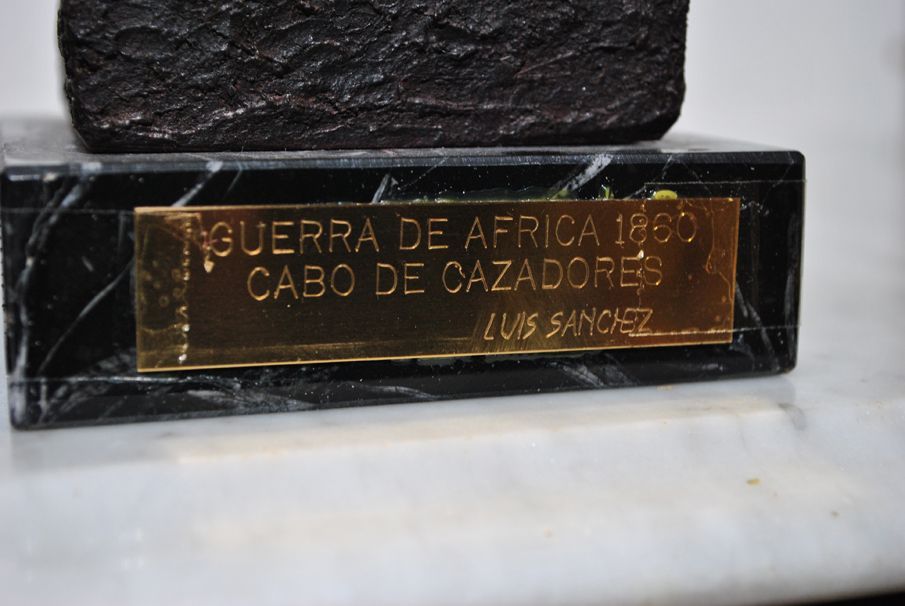 GUERRA DE AFRICA 1860
CABO DE CAZADORES
LUIS SANCHEZ